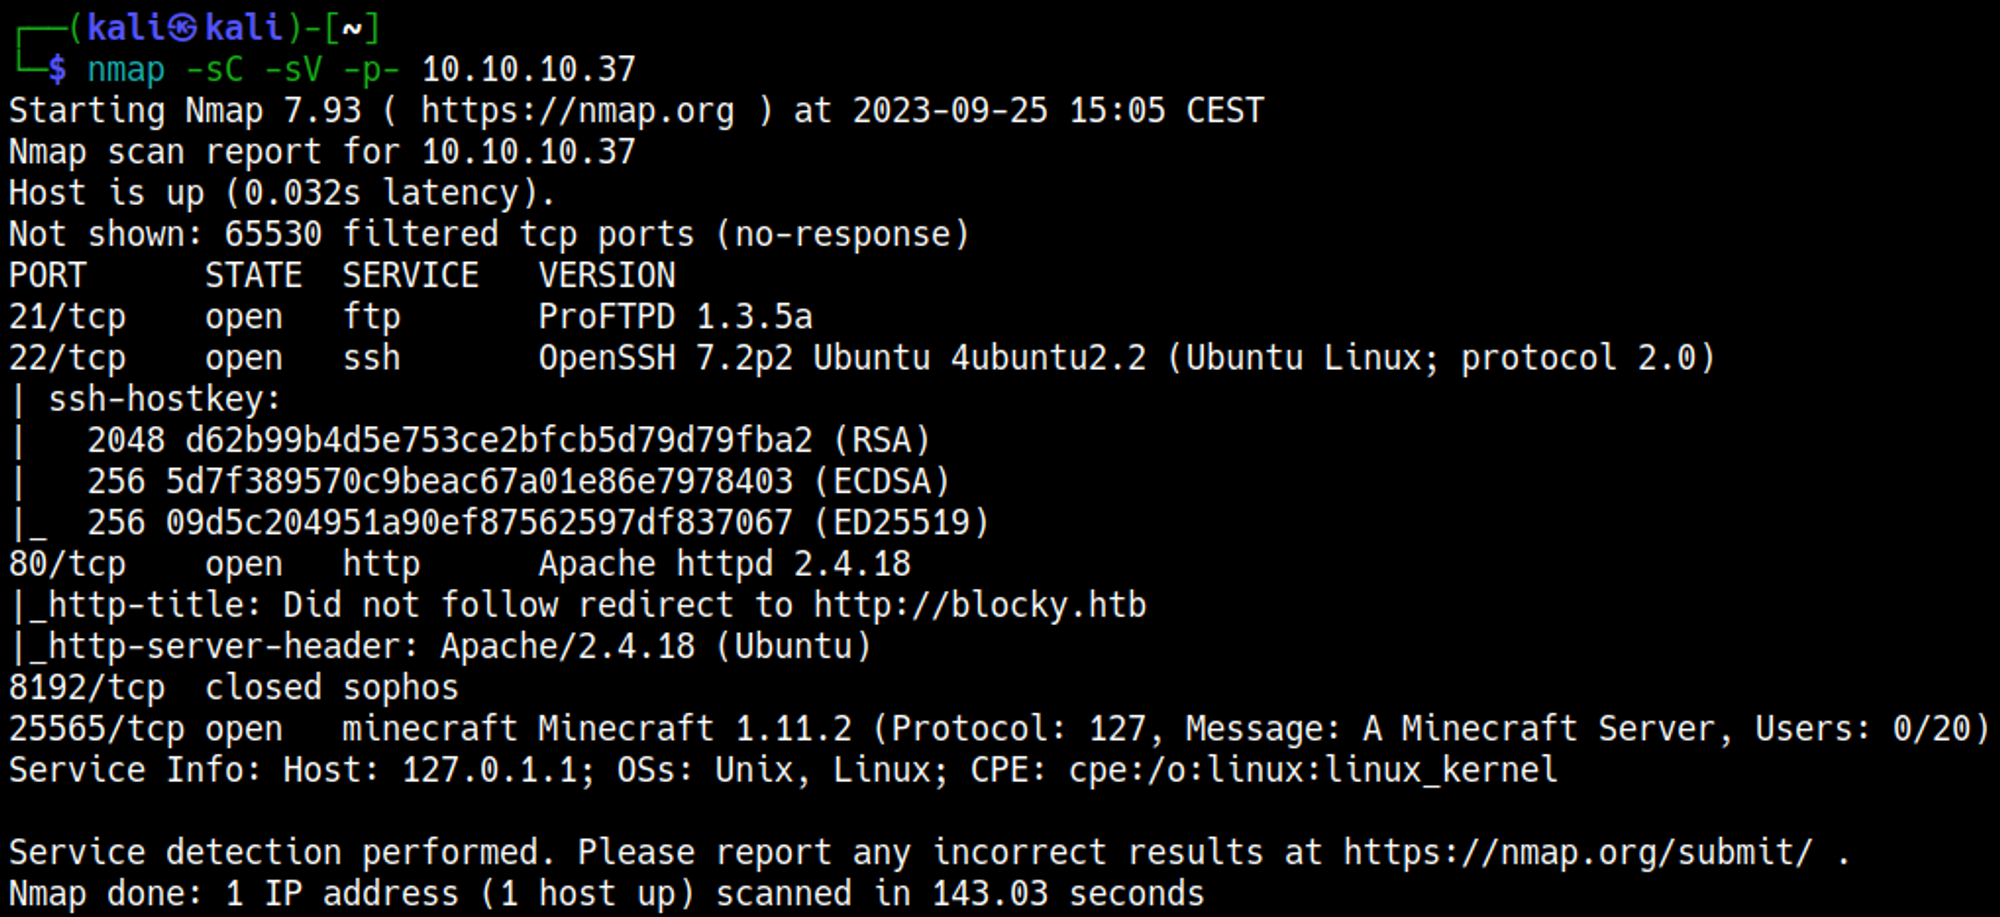 ┌──(kali㉿kali)-[~]
└─$ nmap -sC -sV -p- 10.10.10.37
Starting Nmap 7.93 ( https://nmap.org ) at 2023-09-25 15:05 CEST
Nmap scan report for 10.10.10.37
Host is up (0.032s latency).
Not shown: 65530 filtered tcp ports (no-response)
PORT      STATE  SERVICE   VERSION
21/tcp    open   ftp       ProFTPD 1.3.5a
22/tcp    open   ssh       OpenSSH 7.2p2 Ubuntu 4ubuntu2.2 (Ubuntu Linux; protocol 2.0)
| ssh-hostkey:
|   2048 d62b99b4d5e753ce2bfcb5d79d79fba2 (RSA)
|   256 5d7f389570c9beac67a01e86e7978403 (ECDSA)
|_  256 09d5c204951a90ef87562597df837067 (ED25519)
80/tcp    open   http      Apache httpd 2.4.18
|_http-title: Did not follow redirect to http://blocky.htb
|_http-server-header: Apache/2.4.18 (Ubuntu)
8192/tcp  closed sophos
25565/tcp open   minecraft Minecraft 1.11.2 (Protocol: 127, Message: A Minecraft Server, Users: 0/20)
Service Info: Host: 127.0.1.1; OSs: Unix, Linux; CPE: cpe:/o:linux:linux_kernel

Service detection performed. Please report any incorrect results at https://nmap.org/submit/ .
Nmap done: 1 IP address (1 host up) scanned in 143.03 seconds